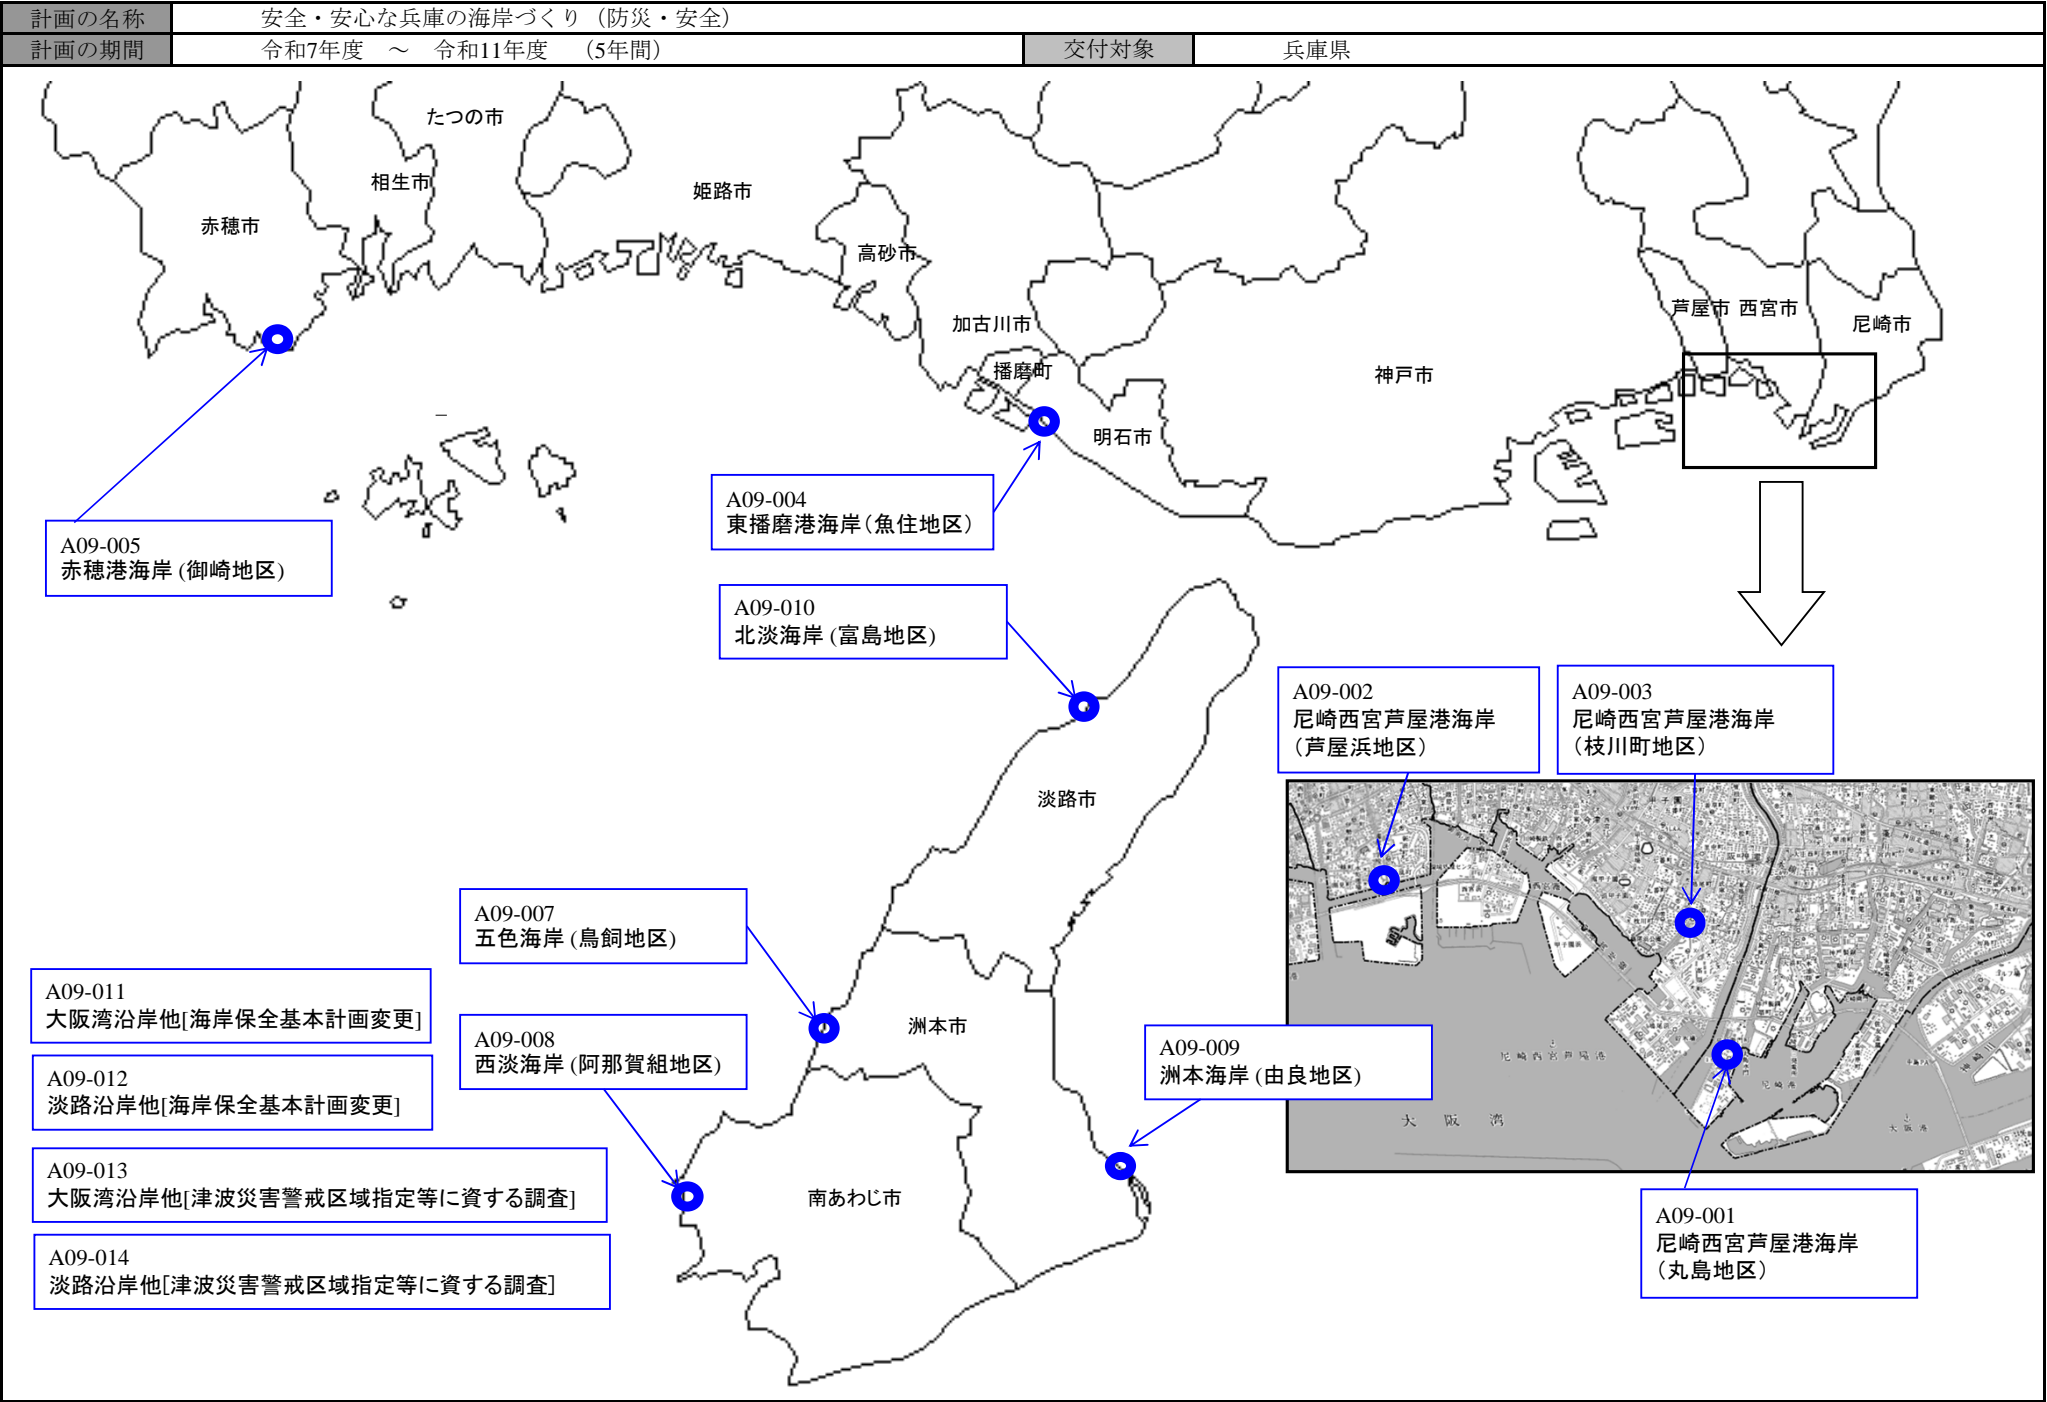 計画の名称
安全・安心な兵庫の海岸づくり（防災・安全）
計画の期間
令和7年度　～　令和11年度　（5年間）
交付対象
兵庫県
たつの市
相生市
赤穂市
姫路市
高砂市
加古川市
播磨町
明石市
神戸市
芦屋市
西宮市
尼崎市
A09-005
赤穂港海岸 (御崎地区)
A09-004
東播磨港海岸（魚住地区）
A09-010
北淡海岸 (富島地区)
A09-002
尼崎西宮芦屋港海岸
（芦屋浜地区）
A09-003
尼崎西宮芦屋港海岸
（枝川町地区）
淡路市
A09-007
五色海岸 (鳥飼地区)
A09-011
大阪湾沿岸他[海岸保全基本計画変更]
A09-008
西淡海岸 (阿那賀組地区)
洲本市
A09-009
洲本海岸 (由良地区)
A09-012
淡路沿岸他[海岸保全基本計画変更]
A09-013
大阪湾沿岸他[津波災害警戒区域指定等に資する調査]
南あわじ市
A09-014
淡路沿岸他[津波災害警戒区域指定等に資する調査]
尼崎西宮芦屋港
尼崎港
大阪湾
大阪港
A09-001
尼崎西宮芦屋港海岸
（丸島地区）